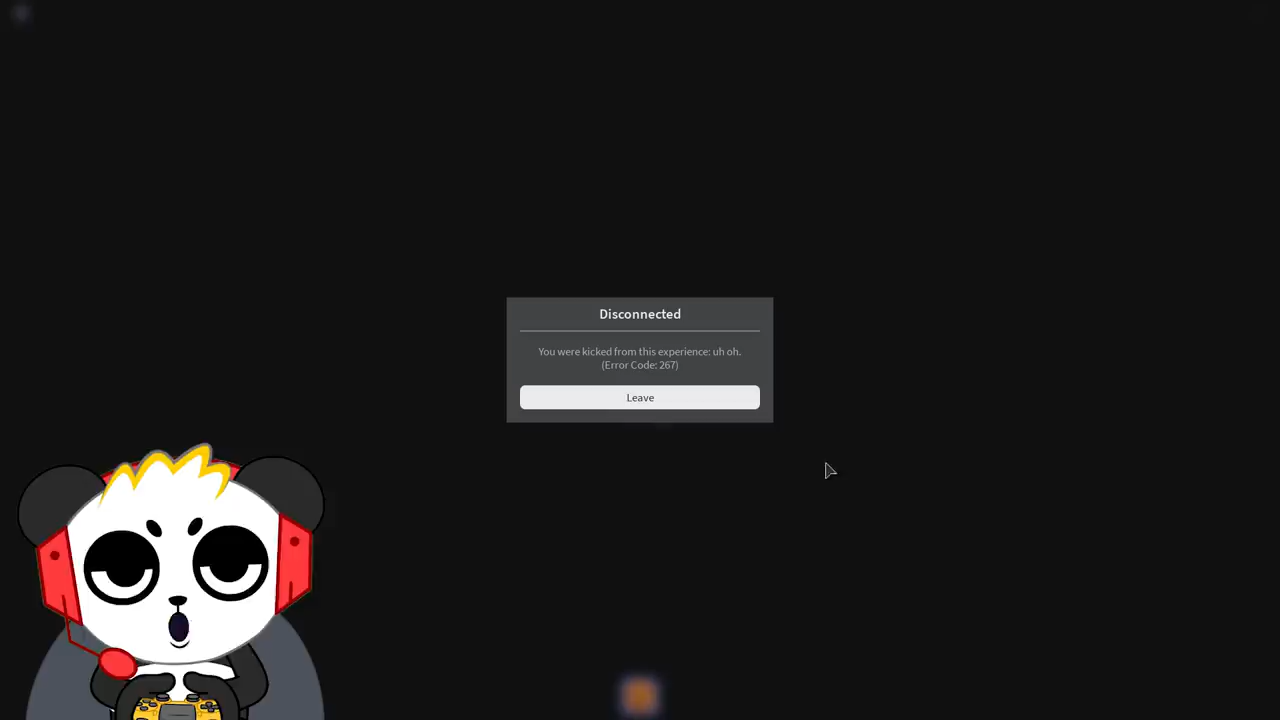 Disconnected
You were kicked from this experience: uh oh.
(Error Code: 267)
Leave